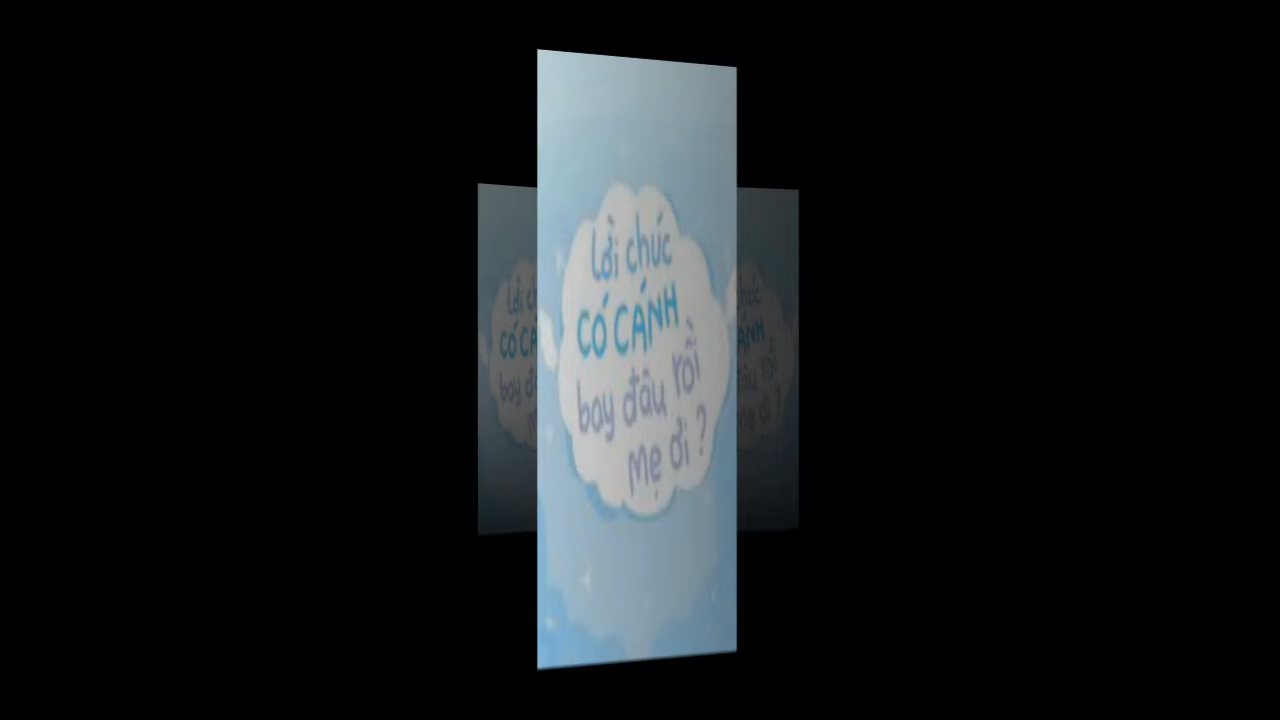 Lời chúc
CÓ CÁNH
bay đâu rồi
Mẹ ơi ?